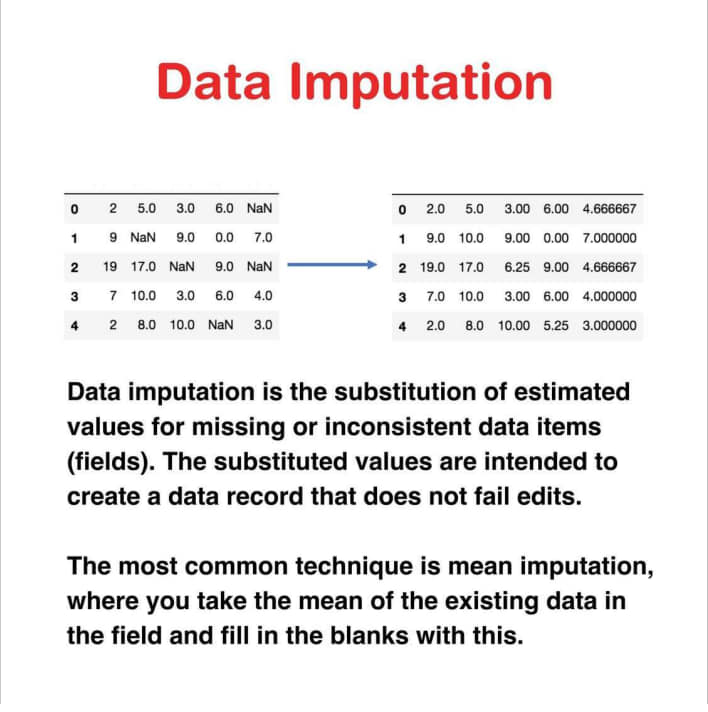 Data Imputation
0 2 5.0 3.0 6.0 NaN
1 9 NaN 9.0 0.0 7.0
2 19 17.0 NaN 9.0 NaN
3 7 10.0 3.0 6.0 4.0
4 2 8.0 10.0 NaN 3.0
0 2.0 5.0 3.00 6.00 4.666667
1 9.0 10.0 9.00 0.00 7.000000
2 19.0 17.0 6.25 9.00 4.666667
3 7.0 10.0 3.00 6.00 4.000000
4 2.0 8.0 10.00 5.25 3.000000
Data imputation is the substitution of estimated
values for missing or inconsistent data items
(fields). The substituted values are intended to
create a data record that does not fail edits.
The most common technique is mean imputation,
where you take the mean of the existing data in
the field and fill in the blanks with this.